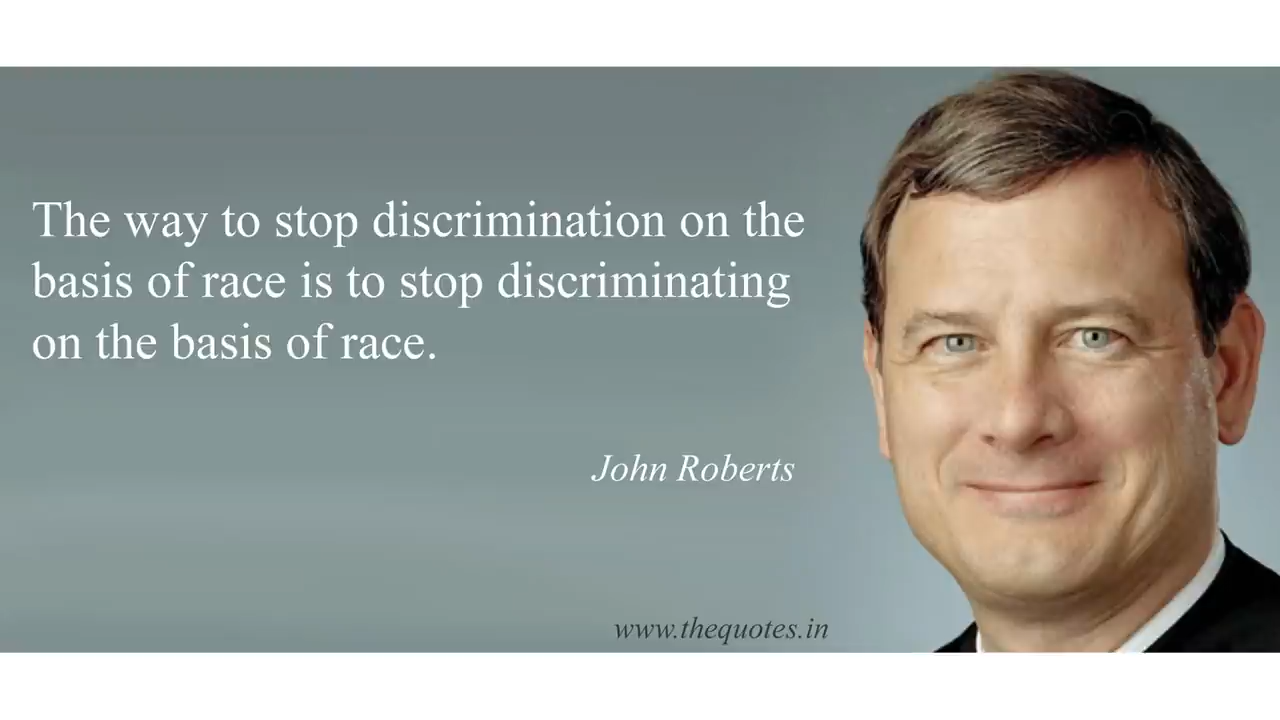 The way to stop discrimination on the
basis of race is to stop discriminating
on the basis of race.
John Roberts
www.thequotes.in